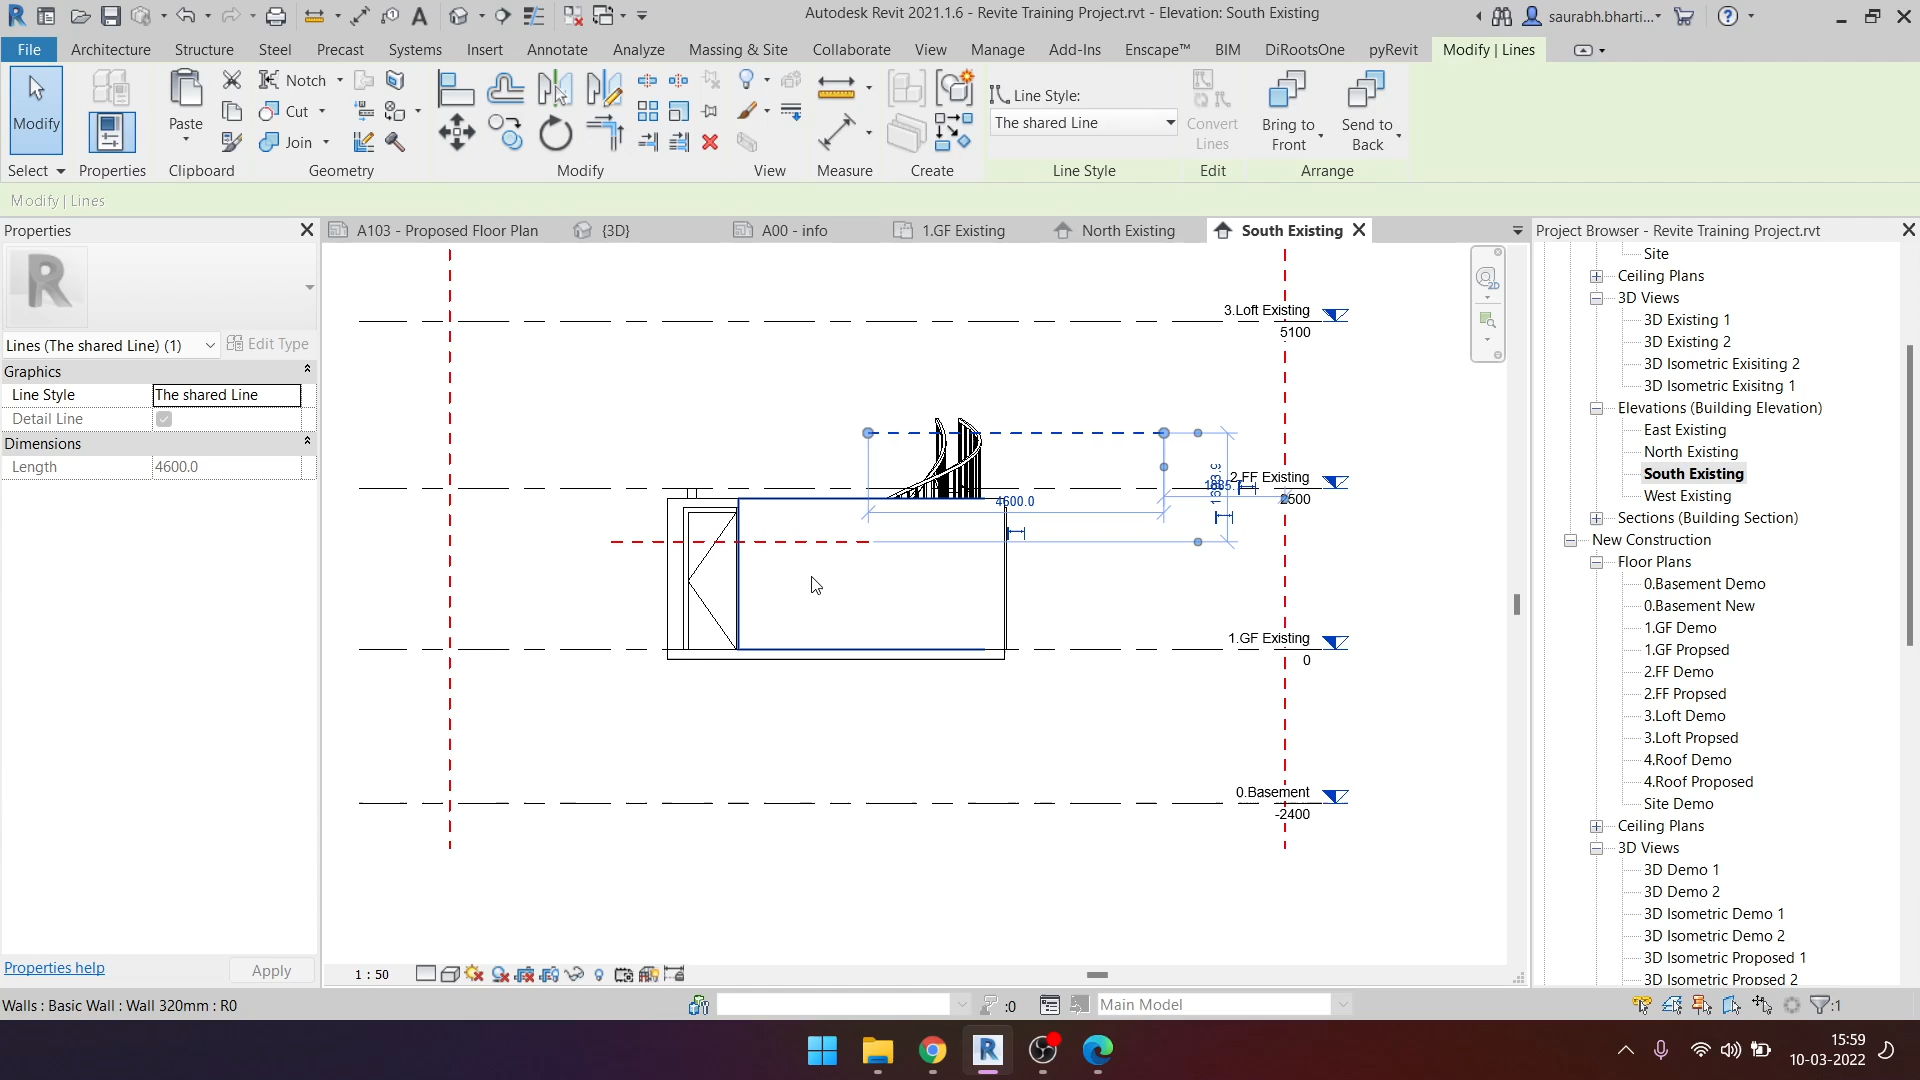 Autodesk Revit 2021.1.6 - Revite Training Project.rvt - Elevation: South Existing
saurabh.bharti...
File Architecture Structure Steel Precast Systems Insert Annotate Analyze Massing & Site Collaborate View Manage Add-Ins Enscape™ BIM DiRootsOne pyRevit Modify | Lines
Modify
Paste
Notch
Cut
Join
Line Style:
The shared Line
Convert Lines
Bring to Front
Send to Back
Select Properties Clipboard Geometry Modify View Measure Create Line Style Edit Arrange
Modify | Lines
Properties
A103 - Proposed Floor Plan {3D} A00 - info 1.GF Existing North Existing South Existing
Project Browser - Revite Training Project.rvt
Lines (The shared Line) (1)
Edit Type
Graphics
Line Style The shared Line
Detail Line
Dimensions
Length 4600.0
Properties help
Apply
2D
3.Loft Existing
5100
2.FF Existing
2500
4600.0
1.GF Existing
0
0.Basement
-2400
Site
Ceiling Plans
3D Views
3D Existing 1
3D Existing 2
3D Isometric Exisiting 2
3D Isometric Exisitng 1
Elevations (Building Elevation)
East Existing
North Existing
South Existing
West Existing
Sections (Building Section)
New Construction
Floor Plans
0.Basement Demo
0.Basement New
1.GF Demo
1.GF Propsed
2.FF Demo
2.FF Propsed
3.Loft Demo
3.Loft Propsed
4.Roof Demo
4.Roof Proposed
Site Demo
Ceiling Plans
3D Views
3D Demo 1
3D Demo 2
3D Isometric Demo 1
3D Isometric Demo 2
3D Isometric Proposed 1
3D Isometric Propsed 2
1 : 50
Walls : Basic Wall : Wall 320mm : R0
:0
Main Model
:1
15:59
10-03-2022